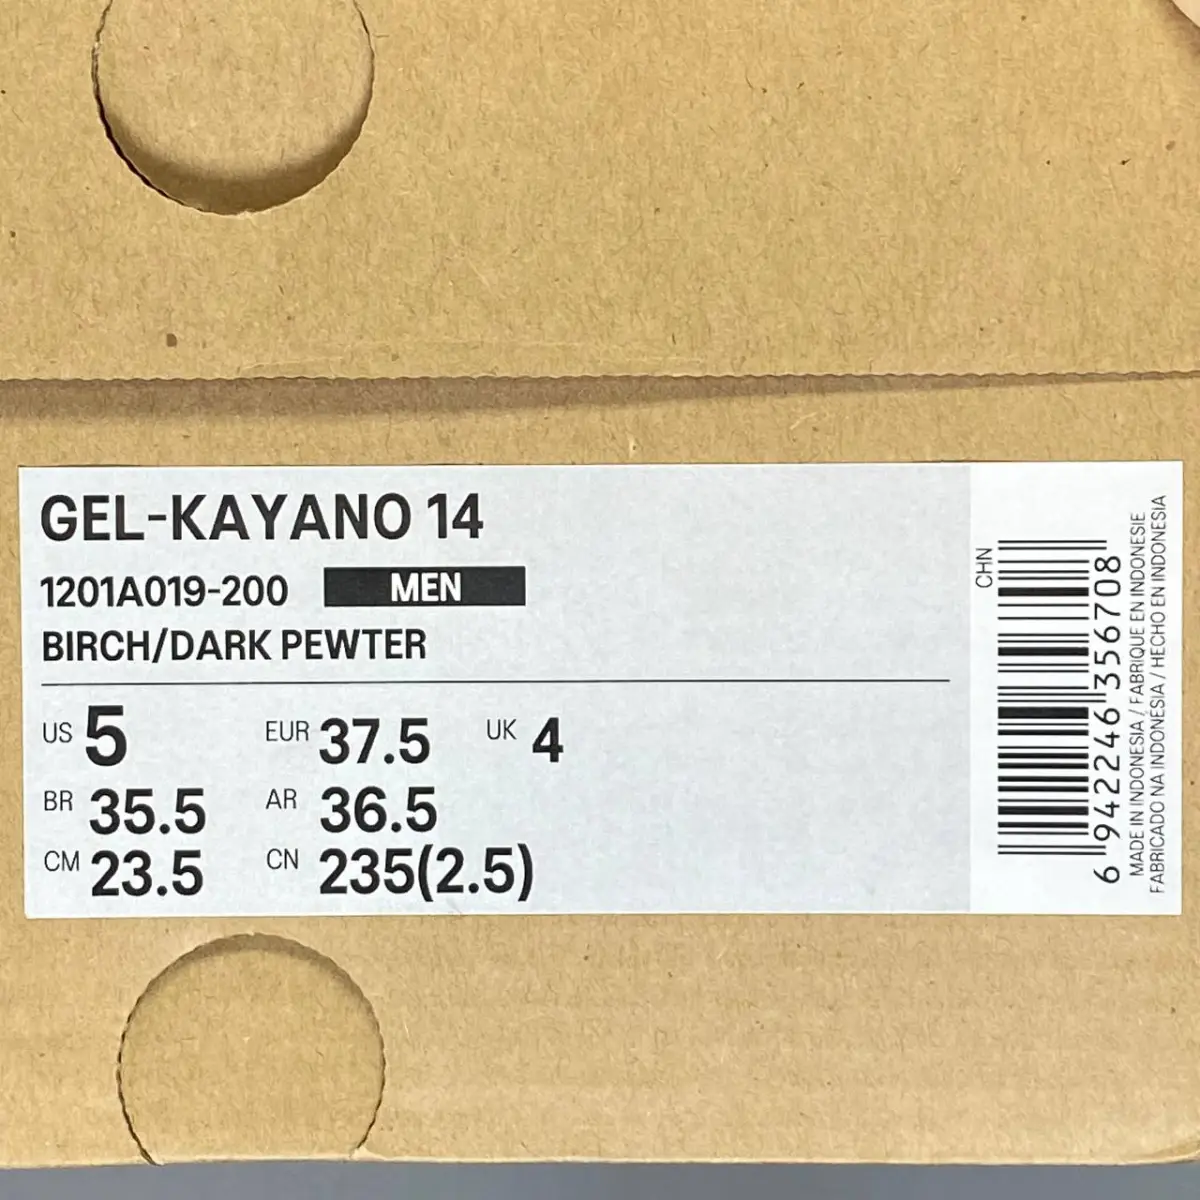 GEL-KAYANO 14
1201A019-200 MEN
BIRCH/DARK PEWTER
US 5 EUR 37.5 UK 4
BR 35.5 AR 36.5
CM 23.5 CN 235(2.5)
CHN
6 942246 356708
MADE IN INDONESIA / FABRIQUE EN INDONESIE
FABRICADO NA INDONESIA / HECHO EN INDONESIA